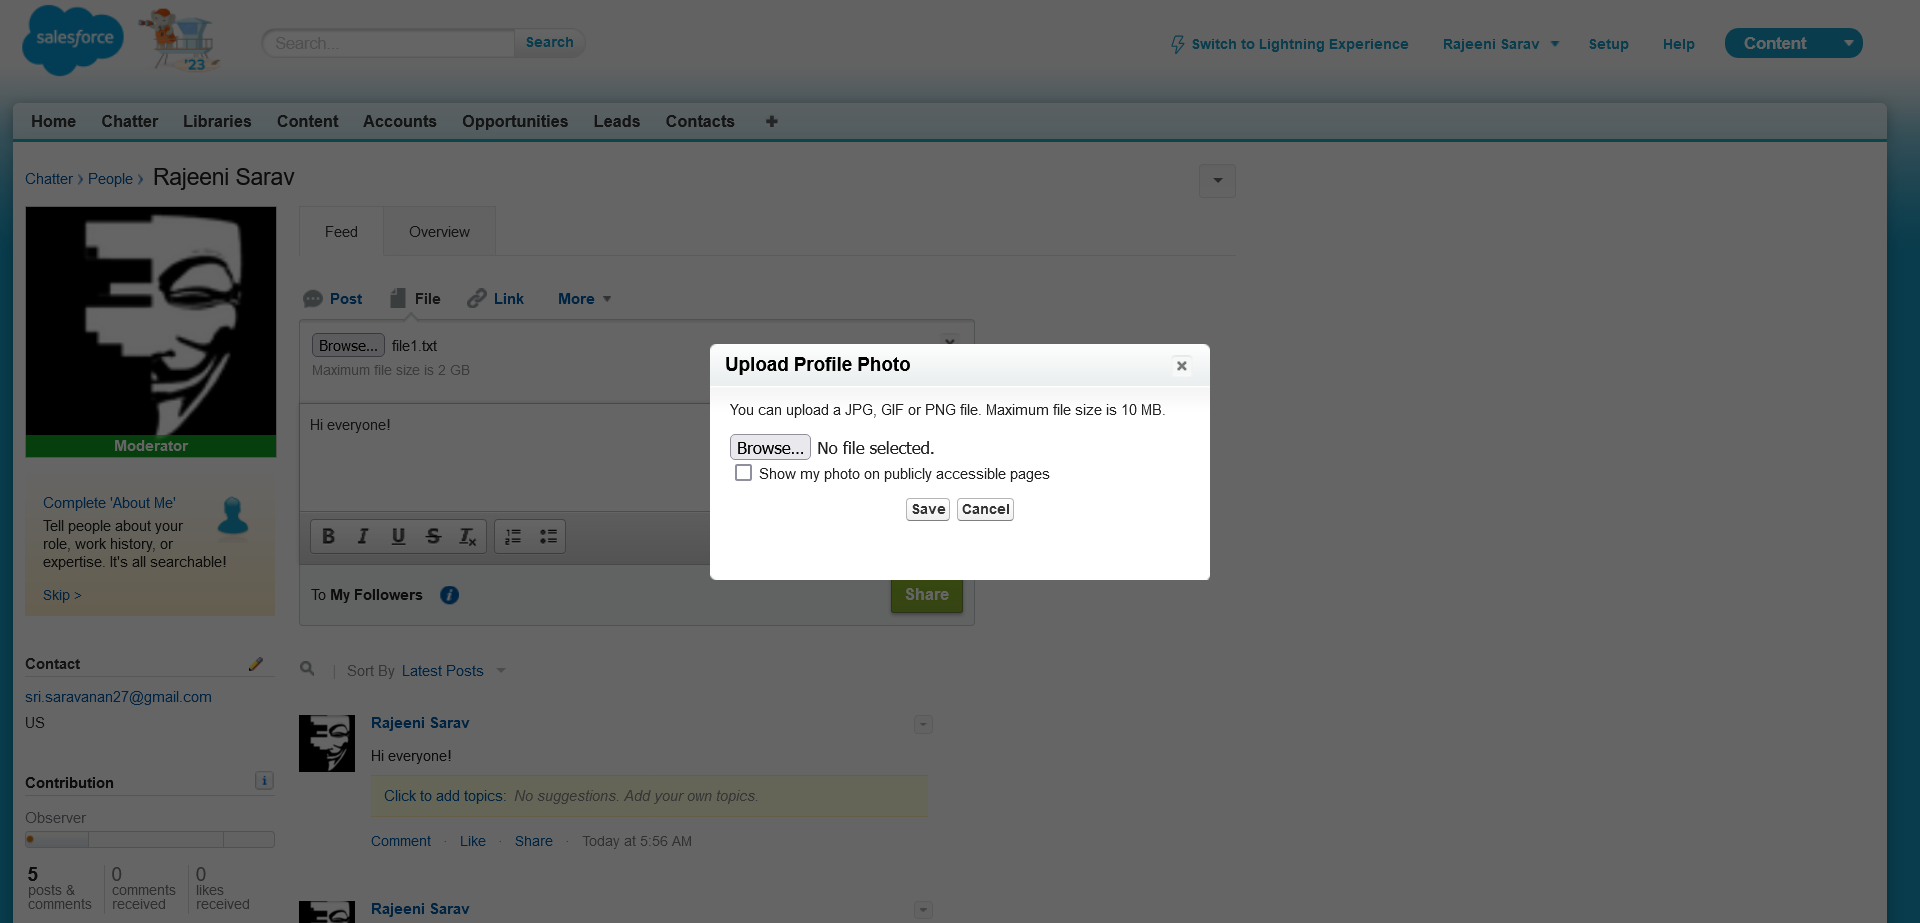 salesforce
'23
Search...
Search
Switch to Lightning Experience
Rajeeni Sarav
Setup
Help
Content
Home
Chatter
Libraries
Content
Accounts
Opportunities
Leads
Contacts
+
Chatter › People › Rajeeni Sarav
Moderator
Complete 'About Me'
Tell people about your
role, work history, or
expertise. It's all searchable!
Skip >
Contact
sri.saravanan27@gmail.com
US
Contribution
Observer
5
posts &
comments
0
comments
received
0
likes
received
Feed
Overview
Post
File
Link
More
Browse... file1.txt
Maximum file size is 2 GB
Hi everyone!
B I U S Tx
To My Followers
Share
Upload Profile Photo
You can upload a JPG, GIF or PNG file. Maximum file size is 10 MB.
Browse... No file selected.
Show my photo on publicly accessible pages
Save
Cancel
| Sort By Latest Posts
Rajeeni Sarav
Hi everyone!
Click to add topics: No suggestions. Add your own topics.
Comment · Like · Share · Today at 5:56 AM
Rajeeni Sarav